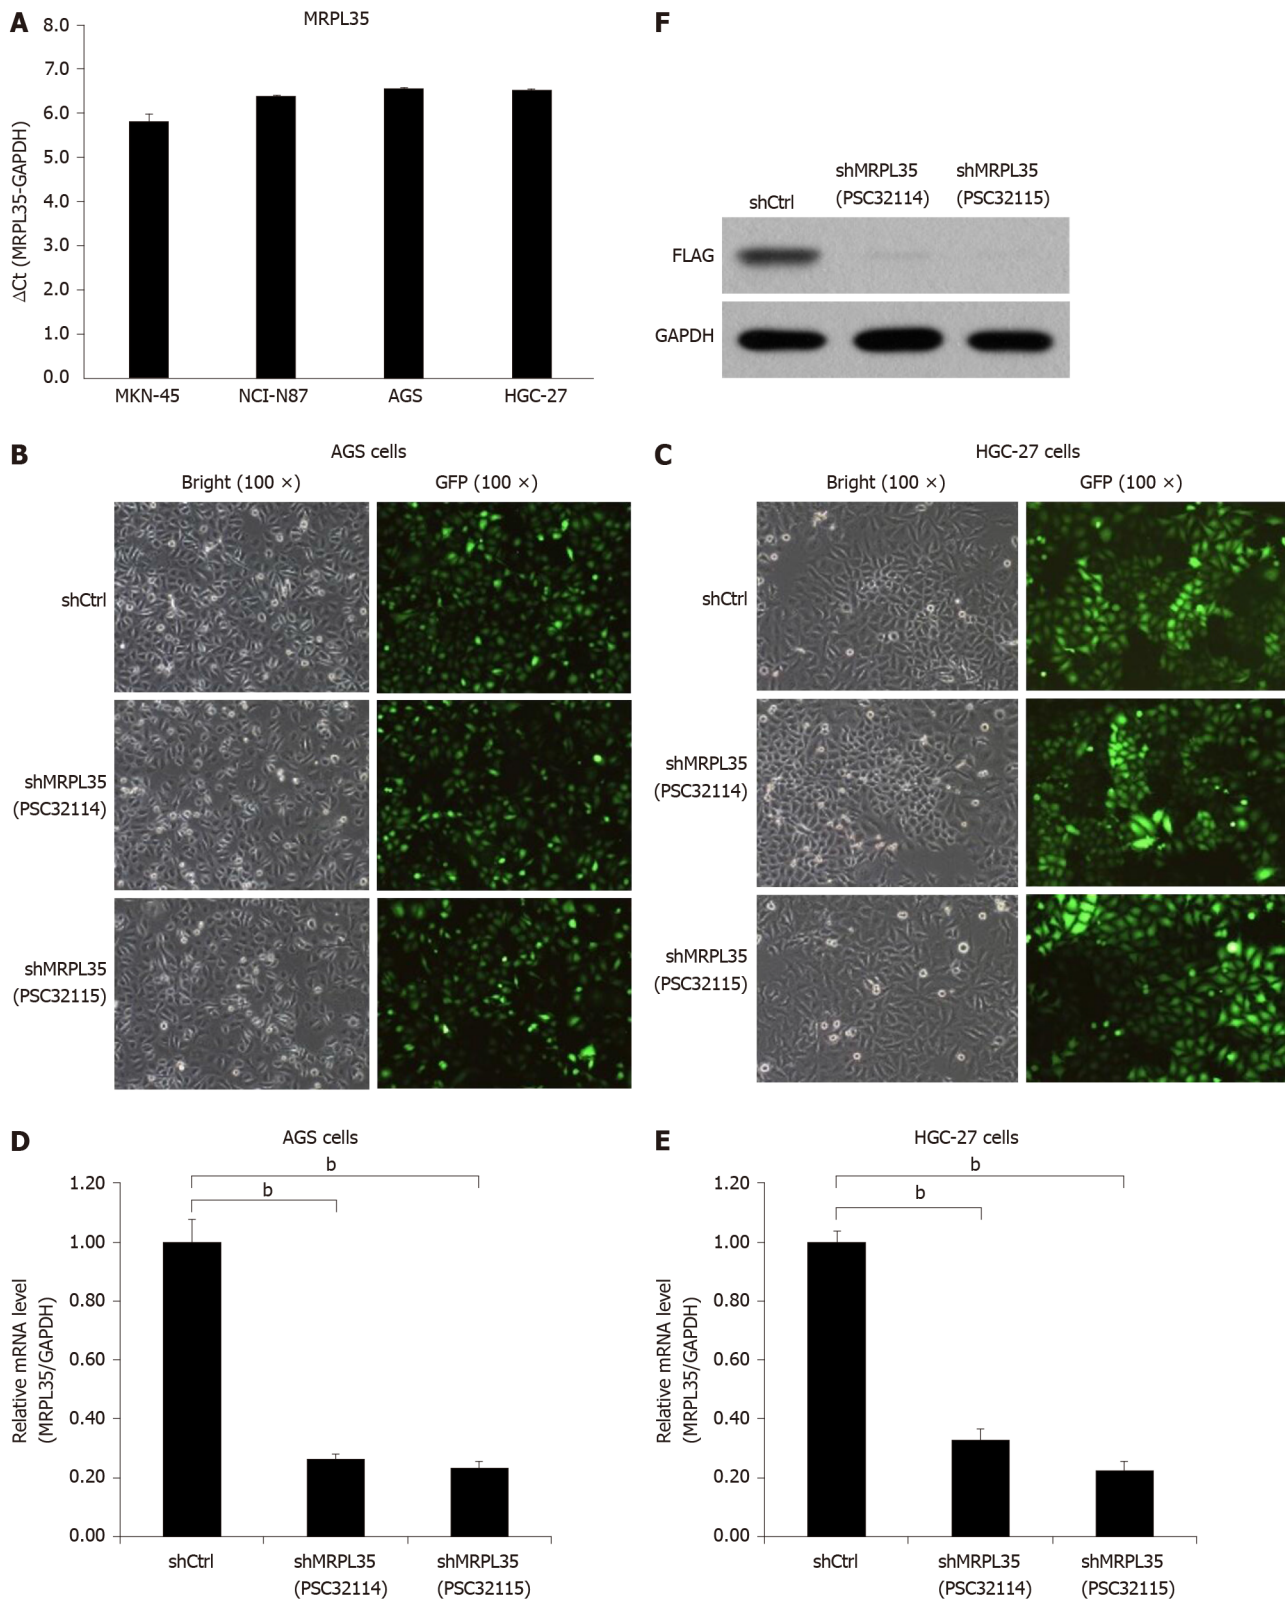 A
MRPL35
8.0
7.0
6.0
5.0
4.0
3.0
2.0
1.0
0.0
ΔCt (MRPL35-GAPDH)
MKN-45 NCI-N87 AGS HGC-27
F
shCtrl
shMRPL35
(PSC32114)
shMRPL35
(PSC32115)
FLAG
GAPDH
B
AGS cells
Bright (100 ×) GFP (100 ×)
shCtrl
shMRPL35
(PSC32114)
shMRPL35
(PSC32115)
C
HGC-27 cells
Bright (100 ×) GFP (100 ×)
shCtrl
shMRPL35
(PSC32114)
shMRPL35
(PSC32115)
D
AGS cells
b
b
1.20
1.00
0.80
0.60
0.40
0.20
0.00
Relative mRNA level
(MRPL35/GAPDH)
shCtrl
shMRPL35
(PSC32114)
shMRPL35
(PSC32115)
E
HGC-27 cells
b
b
1.20
1.00
0.80
0.60
0.40
0.20
0.00
Relative mRNA level
(MRPL35/GAPDH)
shCtrl
shMRPL35
(PSC32114)
shMRPL35
(PSC32115)